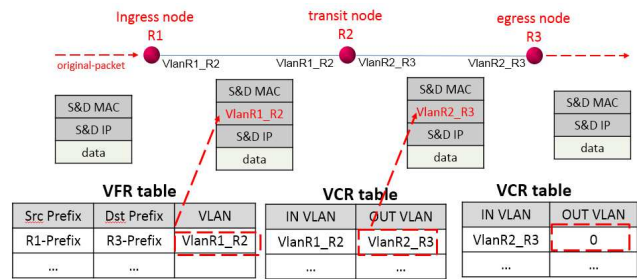 Ingress node
transit node
egress node
R1
R2
R3
original-packet
VlanR1_R2
VlanR1_R2
VlanR2_R3
VlanR2_R3
S&D MAC
S&D IP
data
S&D MAC
VlanR1_R2
S&D IP
data
S&D MAC
VlanR2_R3
S&D IP
data
S&D MAC
S&D IP
data
VFR table
Src Prefix Dst Prefix VLAN
R1-Prefix R3-Prefix VlanR1_R2
... ... ...
VCR table
IN VLAN OUT VLAN
VlanR1_R2 VlanR2_R3
... ...
VCR table
IN VLAN OUT VLAN
VlanR2_R3 0
... ...